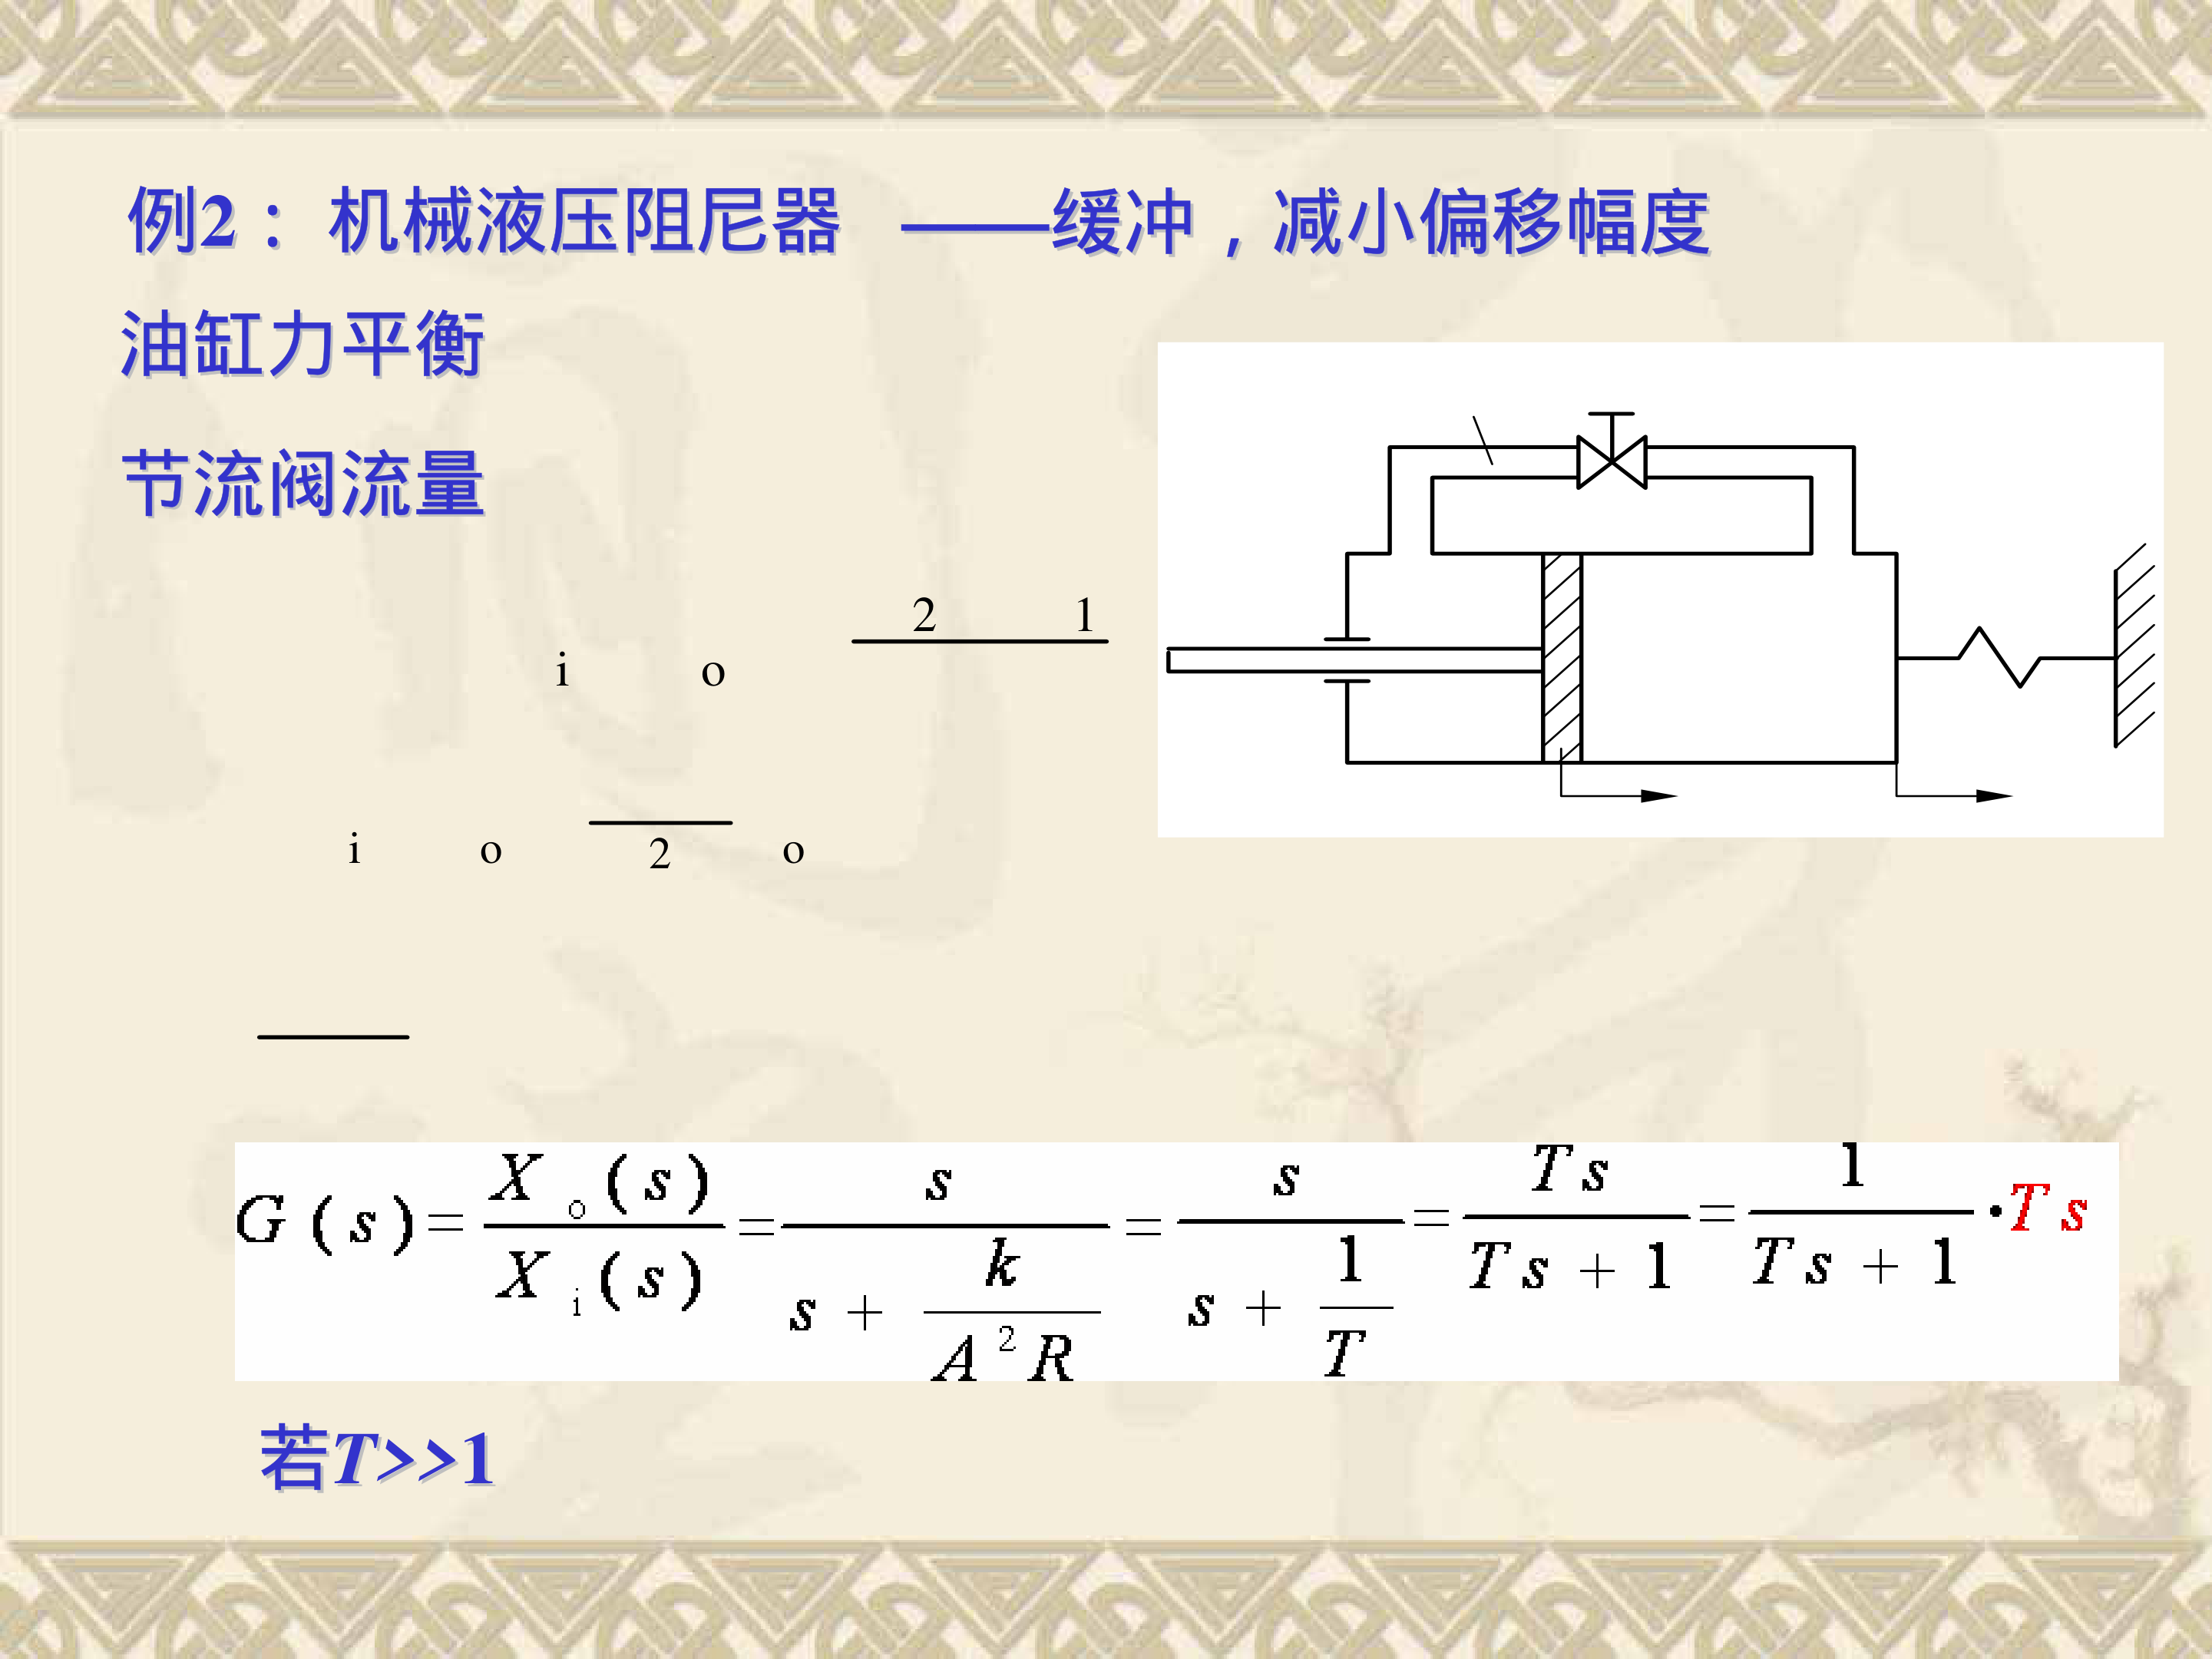 例2： 机械液压阻尼器 ——缓冲，减小偏移幅度
油缸力平衡
节流阀流量
2 1
i o
i o 2 o
G(s)=X_o(s)/X_i(s)=s/(s+k/(A^2R))=s/(s+1/T)=Ts/(Ts+1)=1/(Ts+1)·Ts
若T>>1